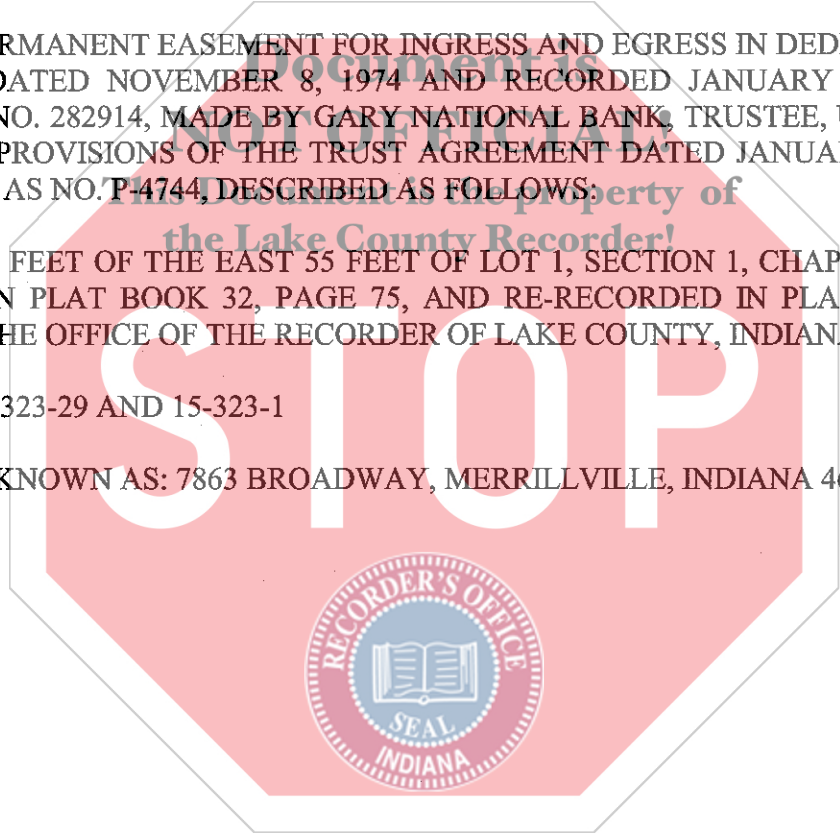 RMANENT EASEMENT FOR INGRESS AND EGRESS IN DED
Document is
DATED NOVEMBER 8, 1974 AND RECORDED JANUARY
NO. 282914, MADE BY GARY NATIONAL BANK, TRUSTEE,
NOT OFFICIAL!
PROVISIONS OF THE TRUST AGREEMENT DATED JANUA
AS NO. P-4744, DESCRIBED AS FOLLOWS:
This Document is the property of
the Lake County Recorder!
FEET OF THE EAST 55 FEET OF LOT 1, SECTION 1, CHAP
N PLAT BOOK 32, PAGE 75, AND RE-RECORDED IN PLA
HE OFFICE OF THE RECORDER OF LAKE COUNTY, INDIAN
STOP
323-29 AND 15-323-1
KNOWN AS: 7863 BROADWAY, MERRILLVILLE, INDIANA 46
RECORDER'S OFFICE
SEAL
INDIANA